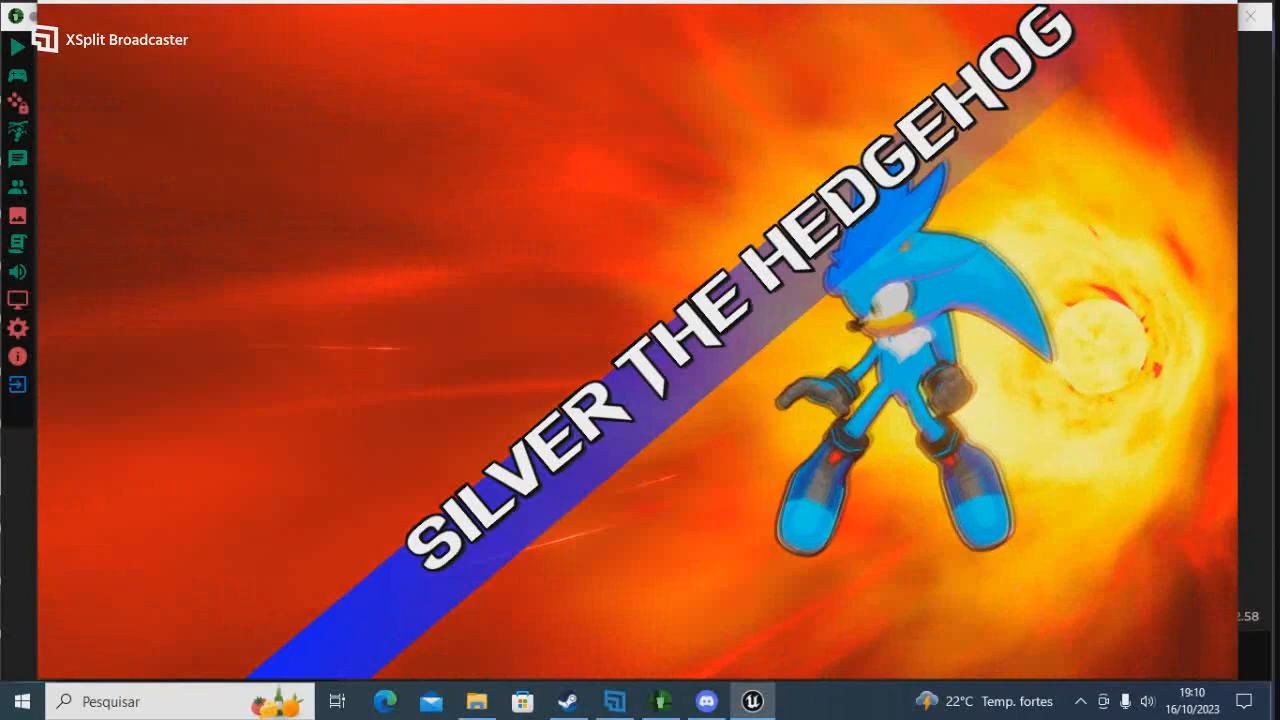 XSplit Broadcaster
SILVER THE HEDGEHOG
2.58
Pesquisar
22°C Temp. fortes
19:10
16/10/2023